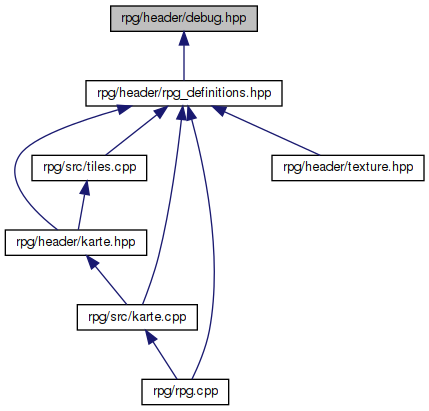 rpg/header/debug.hpp
rpg/header/rpg_definitions.hpp
rpg/src/tiles.cpp
rpg/header/texture.hpp
rpg/header/karte.hpp
rpg/src/karte.cpp
rpg/rpg.cpp